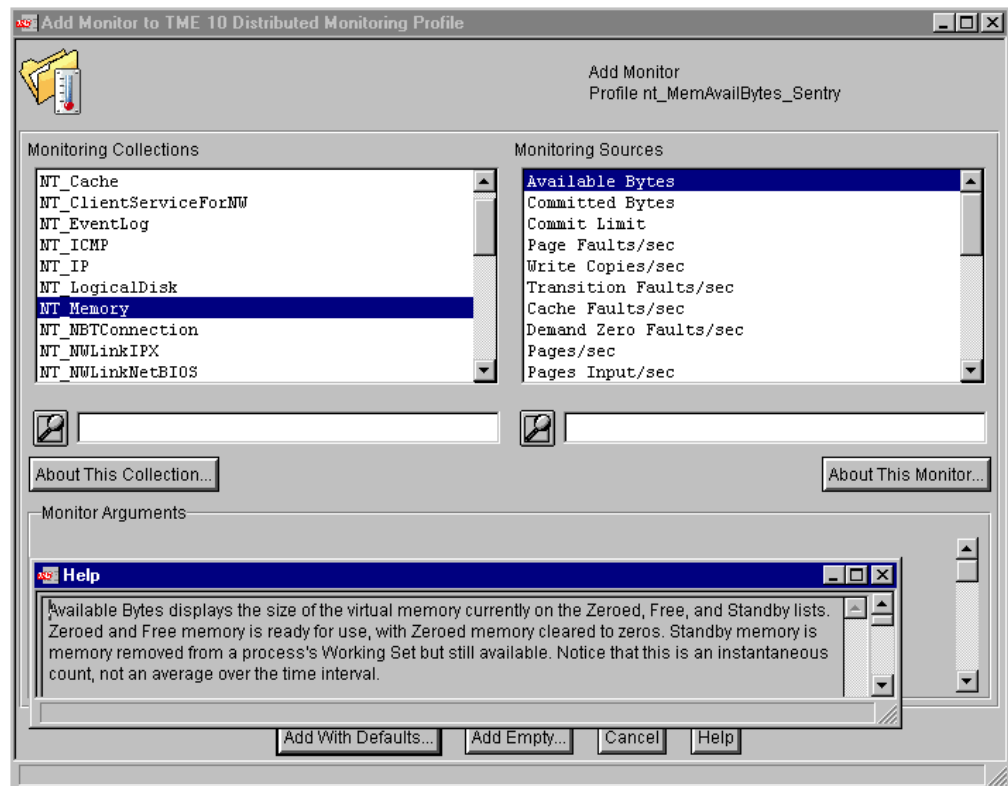 Add Monitor to TME 10 Distributed Monitoring Profile
Add Monitor
Profile nt_MemAvailBytes_Sentry
Monitoring Collections
NT_Cache
NT_ClientServiceForNW
NT_EventLog
NT_ICMP
NT_IP
NT_LogicalDisk
NT_Memory
NT_NBTConnection
NT_NWLinkIPX
NT_NWLinkNetBIOS
Monitoring Sources
Available Bytes
Committed Bytes
Commit Limit
Page Faults/sec
Write Copies/sec
Transition Faults/sec
Cache Faults/sec
Demand Zero Faults/sec
Pages/sec
Pages Input/sec
About This Collection...
About This Monitor...
Monitor Arguments
Help
Available Bytes displays the size of the virtual memory currently on the Zeroed, Free, and Standby lists.
Zeroed and Free memory is ready for use, with Zeroed memory cleared to zeros. Standby memory is
memory removed from a process's Working Set but still available. Notice that this is an instantaneous
count, not an average over the time interval.
Add With Defaults...
Add Empty...
Cancel
Help